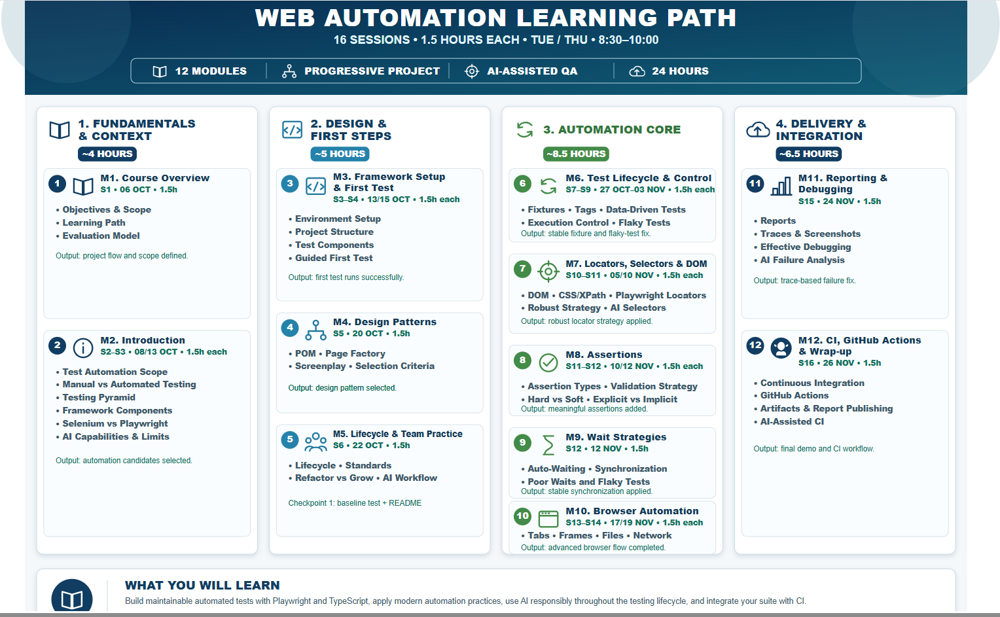 WEB AUTOMATION LEARNING PATH
16 SESSIONS • 1.5 HOURS EACH • TUE / THU • 8:30–10:00
12 MODULES
PROGRESSIVE PROJECT
AI-ASSISTED QA
24 HOURS
1. FUNDAMENTALS
& CONTEXT
~4 HOURS
1
M1. Course Overview
S1 • 06 OCT • 1.5h
• Objectives & Scope
• Learning Path
• Evaluation Model
Output: project flow and scope defined.
2
M2. Introduction
S2–S3 • 08/13 OCT • 1.5h each
• Test Automation Scope
• Manual vs Automated Testing
• Testing Pyramid
• Framework Components
• Selenium vs Playwright
• AI Capabilities & Limits
Output: automation candidates selected.
2. DESIGN &
FIRST STEPS
~5 HOURS
3
M3. Framework Setup
& First Test
S3–S4 • 13/15 OCT • 1.5h each
• Environment Setup
• Project Structure
• Test Components
• Guided First Test
Output: first test runs successfully.
4
M4. Design Patterns
S5 • 20 OCT • 1.5h
• POM • Page Factory
• Screenplay • Selection Criteria
Output: design pattern selected.
5
M5. Lifecycle & Team Practice
S6 • 22 OCT • 1.5h
• Lifecycle • Standards
• Refactor vs Grow • AI Workflow
Checkpoint 1: baseline test + README
3. AUTOMATION CORE
~8.5 HOURS
6
M6. Test Lifecycle & Control
S7–S9 • 27 OCT–03 NOV • 1.5h each
• Fixtures • Tags • Data-Driven Tests
• Execution Control • Flaky Tests
Output: stable fixture and flaky-test fix.
7
M7. Locators, Selectors & DOM
S10–S11 • 05/10 NOV • 1.5h each
• DOM • CSS/XPath • Playwright Locators
• Robust Strategy • AI Selectors
Output: robust locator strategy applied.
8
M8. Assertions
S11–S12 • 10/12 NOV • 1.5h each
• Assertion Types • Validation Strategy
• Hard vs Soft • Explicit vs Implicit
Output: meaningful assertions added.
9
M9. Wait Strategies
S12 • 12 NOV • 1.5h
• Auto-Waiting • Synchronization
• Poor Waits and Flaky Tests
Output: stable synchronization applied.
10
M10. Browser Automation
S13–S14 • 17/19 NOV • 1.5h each
• Tabs • Frames • Files • Network
Output: advanced browser flow completed.
4. DELIVERY &
INTEGRATION
~6.5 HOURS
11
M11. Reporting &
Debugging
S15 • 24 NOV • 1.5h
• Reports
• Traces & Screenshots
• Effective Debugging
• AI Failure Analysis
Output: trace-based failure fix.
12
M12. CI, GitHub Actions
& Wrap-up
S16 • 26 NOV • 1.5h
• Continuous Integration
• GitHub Actions
• Artifacts & Report Publishing
• AI-Assisted CI
Output: final demo and CI workflow.
WHAT YOU WILL LEARN
Build maintainable automated tests with Playwright and TypeScript, apply modern automation practices, use AI responsibly throughout the testing lifecycle, and integrate your suite with CI.